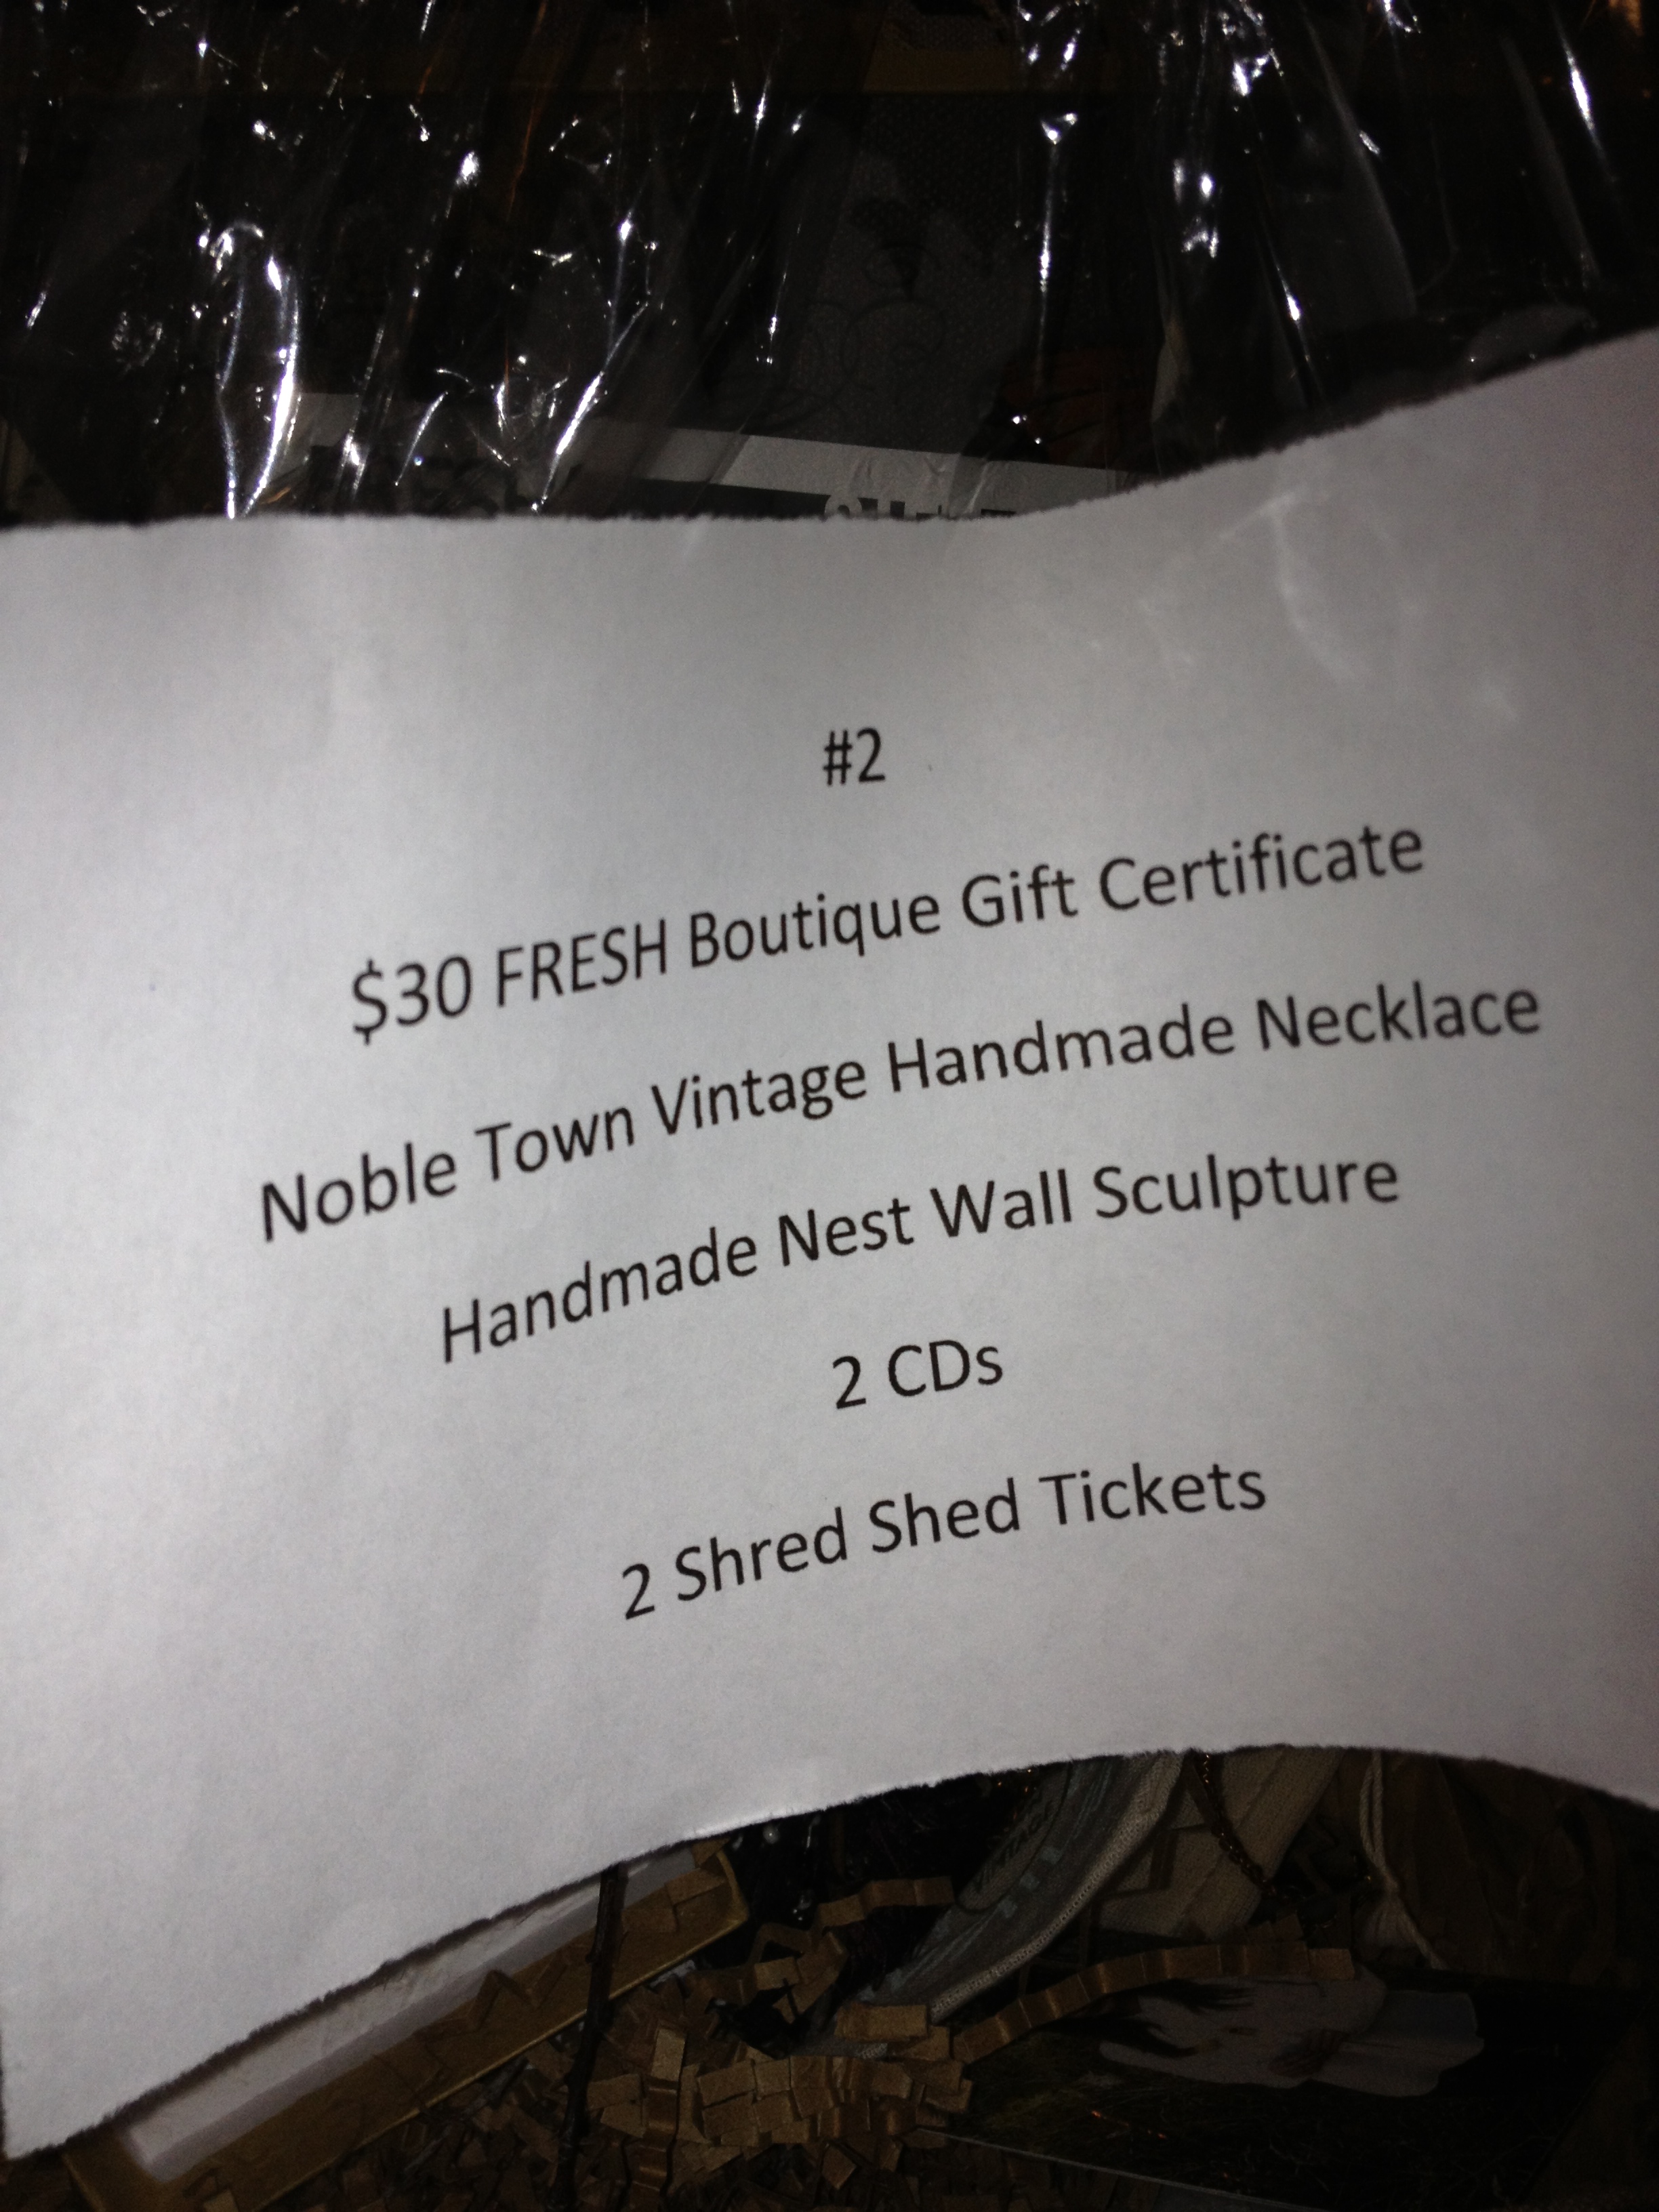 #2
$30 FRESH Boutique Gift Certificate
Noble Town Vintage Handmade Necklace
Handmade Nest Wall Sculpture
2 CDs
2 Shred Shed Tickets